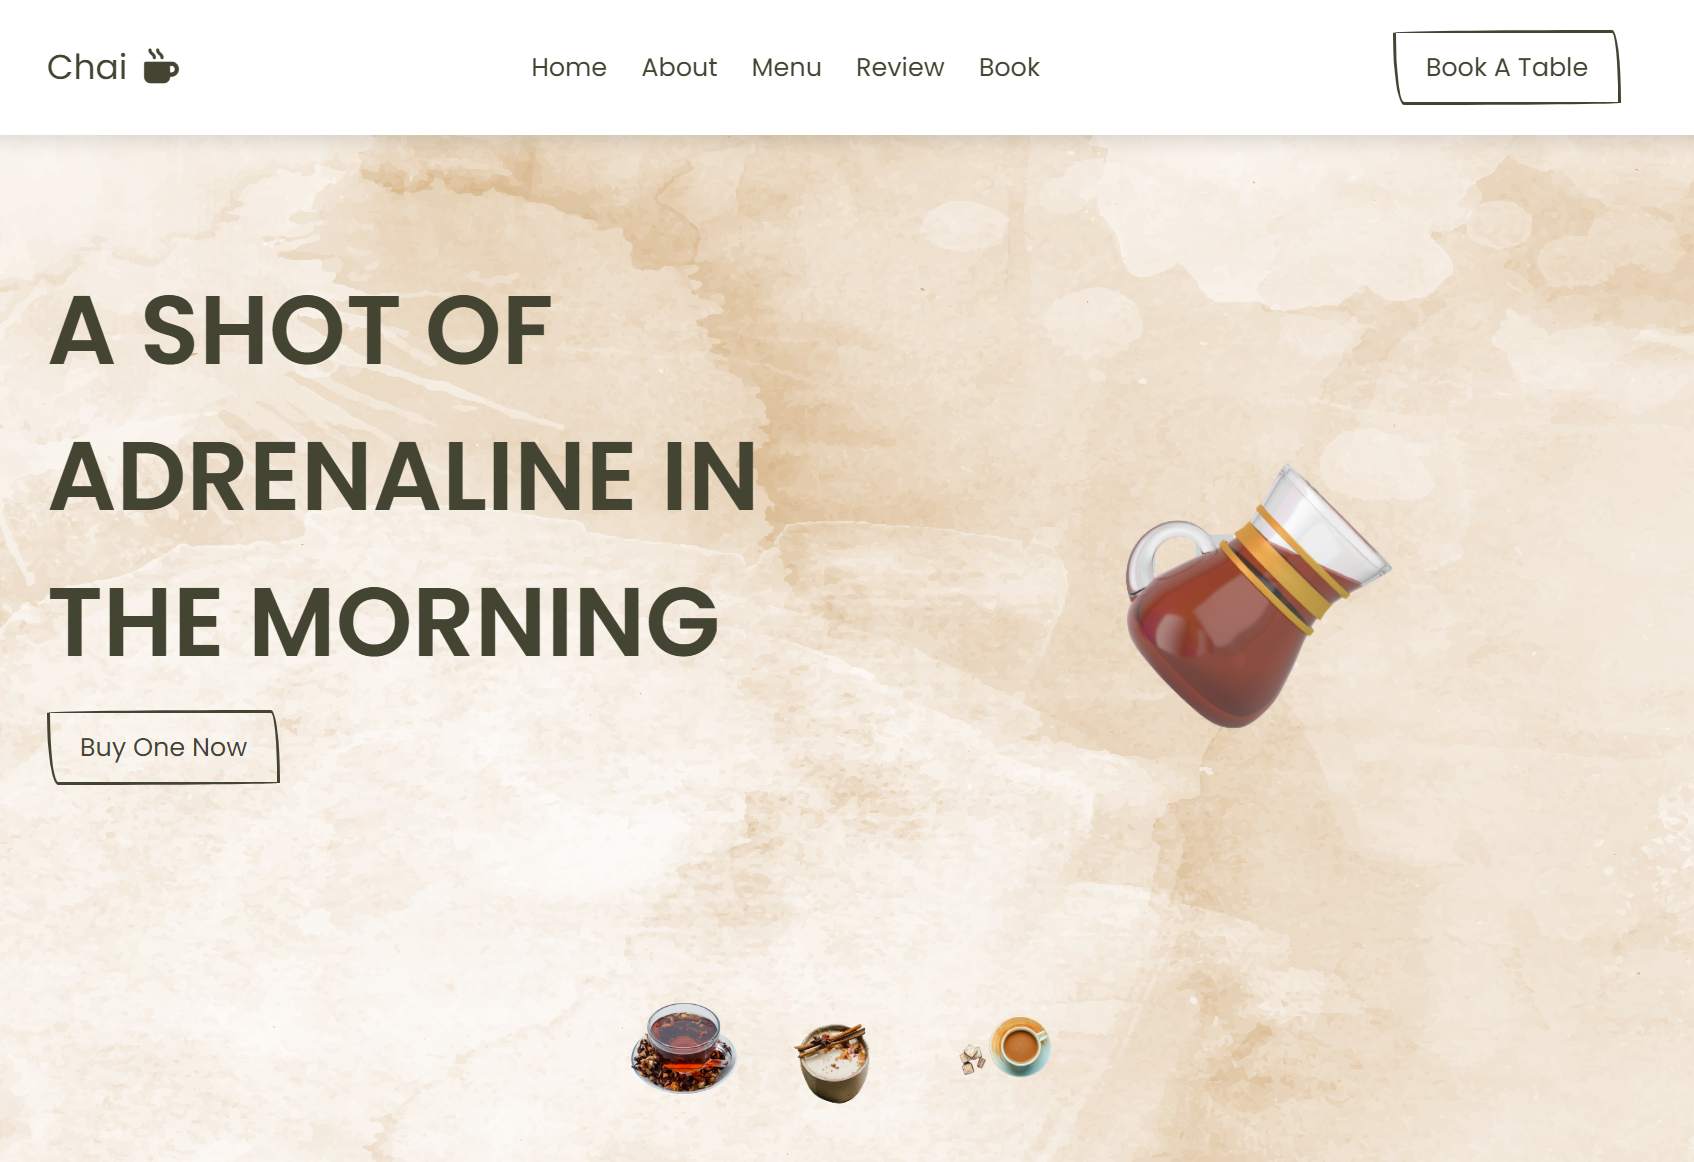 Chai
Home About Menu Review Book
Book A Table
A SHOT OF
ADRENALINE IN
THE MORNING
Buy One Now